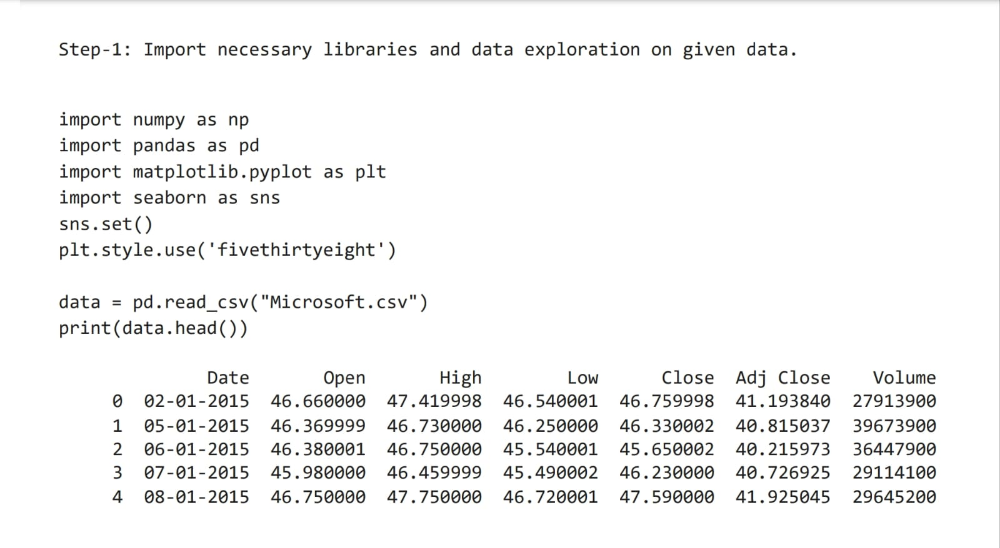 Step-1: Import necessary libraries and data exploration on given data.
import numpy as np
import pandas as pd
import matplotlib.pyplot as plt
import seaborn as sns
sns.set()
plt.style.use('fivethirtyeight')
data = pd.read_csv("Microsoft.csv")
print(data.head())
Date Open High Low Close Adj Close Volume
0 02-01-2015 46.660000 47.419998 46.540001 46.759998 41.193840 27913900
1 05-01-2015 46.369999 46.730000 46.250000 46.330002 40.815037 39673900
2 06-01-2015 46.380001 46.750000 45.540001 45.650002 40.215973 36447900
3 07-01-2015 45.980000 46.459999 45.490002 46.230000 40.726925 29114100
4 08-01-2015 46.750000 47.750000 46.720001 47.590000 41.925045 29645200